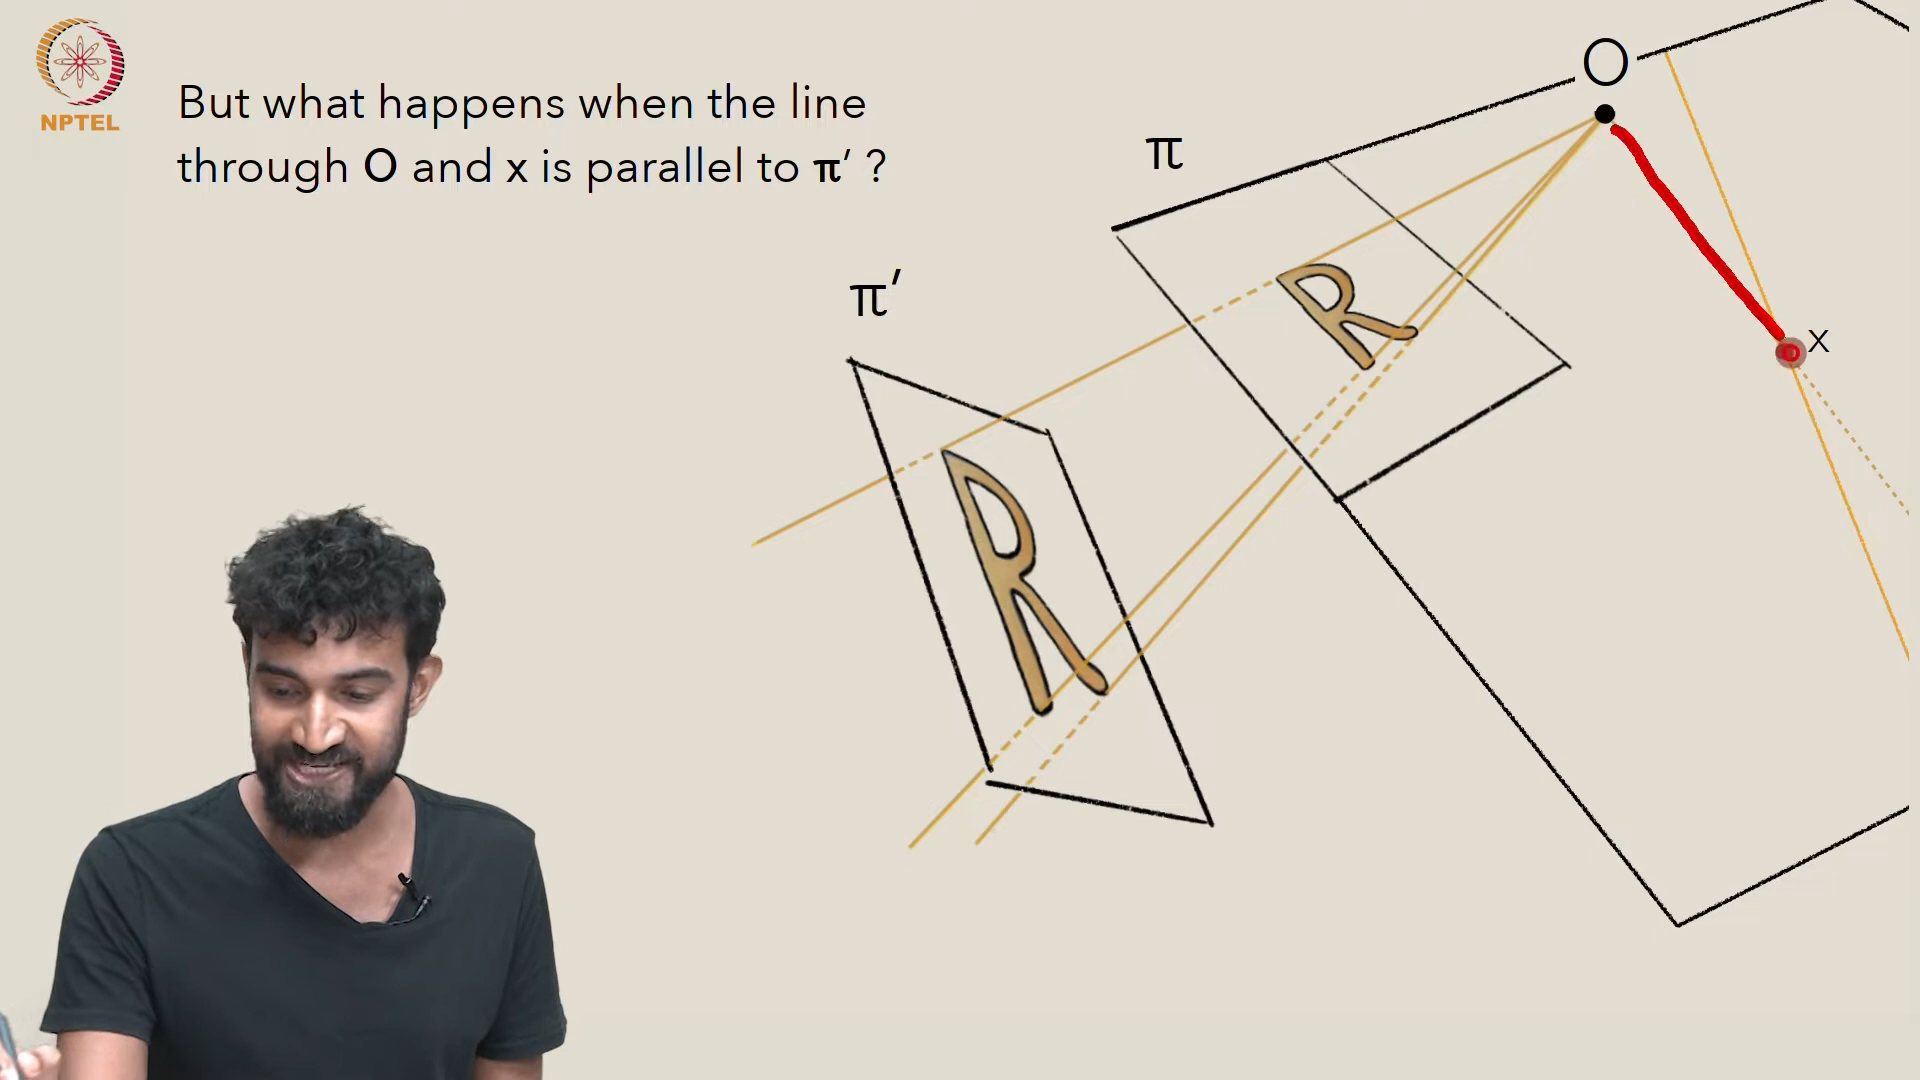 NPTEL
But what happens when the line
through O and x is parallel to π′ ?
O
π
π′
R
x
R